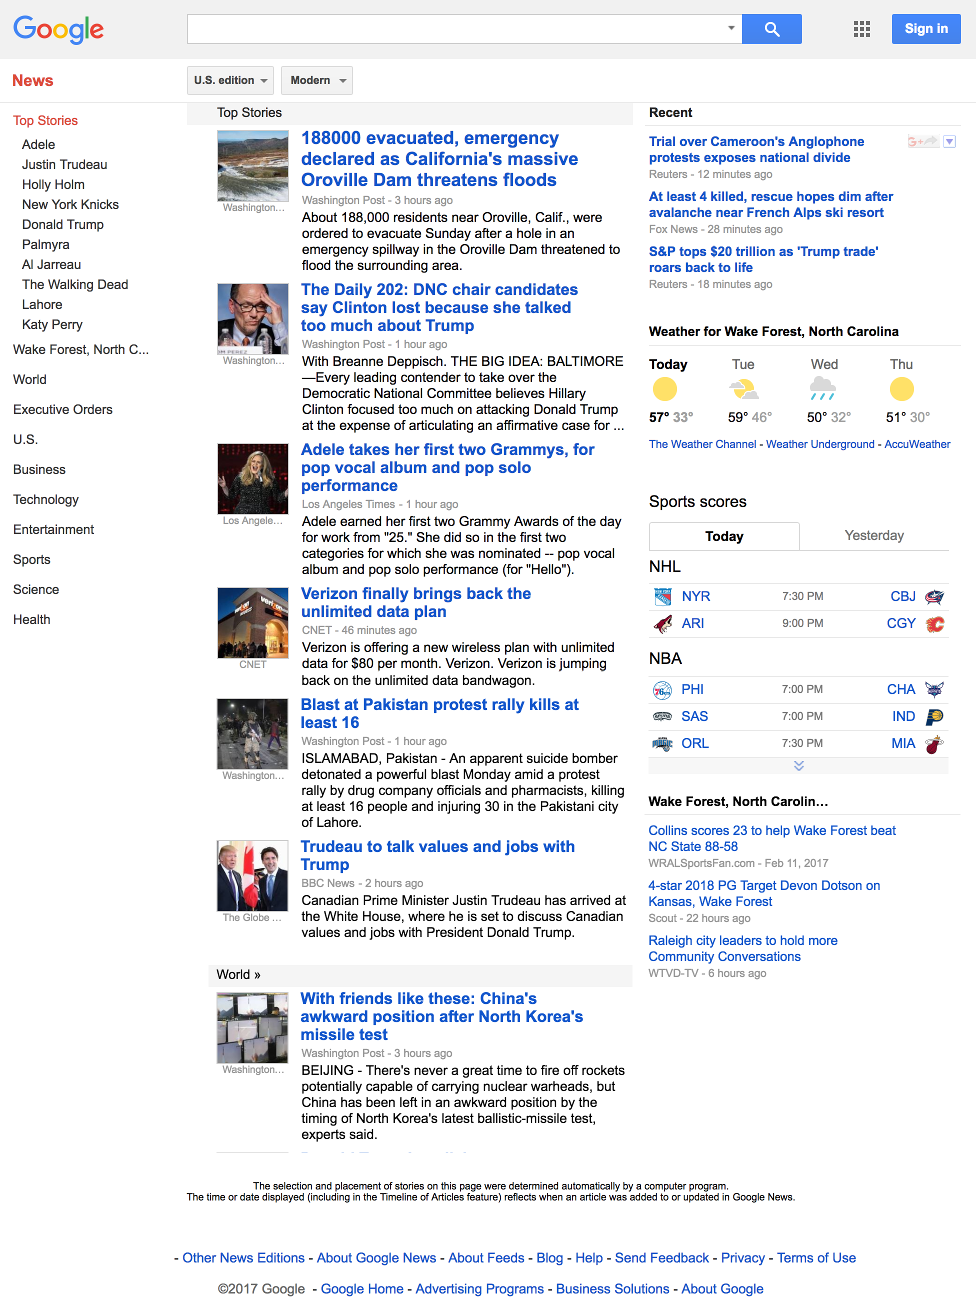 Google
Sign in
News
U.S. edition
Modern
Top Stories
Adele
Justin Trudeau
Holly Holm
New York Knicks
Donald Trump
Palmyra
Al Jarreau
The Walking Dead
Lahore
Katy Perry
Wake Forest, North C...
World
Executive Orders
U.S.
Business
Technology
Entertainment
Sports
Science
Health
Top Stories
Washington...
188000 evacuated, emergency
declared as California's massive
Oroville Dam threatens floods
Washington Post - 3 hours ago
About 188,000 residents near Oroville, Calif., were
ordered to evacuate Sunday after a hole in an
emergency spillway in the Oroville Dam threatened to
flood the surrounding area.
Washington...
The Daily 202: DNC chair candidates
say Clinton lost because she talked
too much about Trump
Washington Post - 1 hour ago
With Breanne Deppisch. THE BIG IDEA: BALTIMORE
—Every leading contender to take over the
Democratic National Committee believes Hillary
Clinton focused too much on attacking Donald Trump
at the expense of articulating an affirmative case for ...
Los Angele...
Adele takes her first two Grammys, for
pop vocal album and pop solo
performance
Los Angeles Times - 1 hour ago
Adele earned her first two Grammy Awards of the day
for work from "25." She did so in the first two
categories for which she was nominated -- pop vocal
album and pop solo performance (for "Hello").
CNET
Verizon finally brings back the
unlimited data plan
CNET - 46 minutes ago
Verizon is offering a new wireless plan with unlimited
data for $80 per month. Verizon. Verizon is jumping
back on the unlimited data bandwagon.
Washington...
Blast at Pakistan protest rally kills at
least 16
Washington Post - 1 hour ago
ISLAMABAD, Pakistan - An apparent suicide bomber
detonated a powerful blast Monday amid a protest
rally by drug company officials and pharmacists, killing
at least 16 people and injuring 30 in the Pakistani city
of Lahore.
The Globe ...
Trudeau to talk values and jobs with
Trump
BBC News - 2 hours ago
Canadian Prime Minister Justin Trudeau has arrived at
the White House, where he is set to discuss Canadian
values and jobs with President Donald Trump.
World »
Washington...
With friends like these: China's
awkward position after North Korea's
missile test
Washington Post - 3 hours ago
BEIJING - There's never a great time to fire off rockets
potentially capable of carrying nuclear warheads, but
China has been left in an awkward position by the
timing of North Korea's latest ballistic-missile test,
experts said.
Recent
Trial over Cameroon's Anglophone
protests exposes national divide
Reuters - 12 minutes ago
At least 4 killed, rescue hopes dim after
avalanche near French Alps ski resort
Fox News - 28 minutes ago
S&P tops $20 trillion as 'Trump trade'
roars back to life
Reuters - 18 minutes ago
Weather for Wake Forest, North Carolina
Today Tue Wed Thu
57° 33° 59° 46° 50° 32° 51° 30°
The Weather Channel - Weather Underground - AccuWeather
Sports scores
Today Yesterday
NHL
NYR 7:30 PM CBJ
ARI 9:00 PM CGY
NBA
PHI 7:00 PM CHA
SAS 7:00 PM IND
ORL 7:30 PM MIA
Wake Forest, North Carolin...
Collins scores 23 to help Wake Forest beat
NC State 88-58
WRALSportsFan.com - Feb 11, 2017
4-star 2018 PG Target Devon Dotson on
Kansas, Wake Forest
Scout - 22 hours ago
Raleigh city leaders to hold more
Community Conversations
WTVD-TV - 6 hours ago
The selection and placement of stories on this page were determined automatically by a computer program.
The time or date displayed (including in the Timeline of Articles feature) reflects when an article was added to or updated in Google News.
- Other News Editions - About Google News - About Feeds - Blog - Help - Send Feedback - Privacy - Terms of Use
©2017 Google - Google Home - Advertising Programs - Business Solutions - About Google